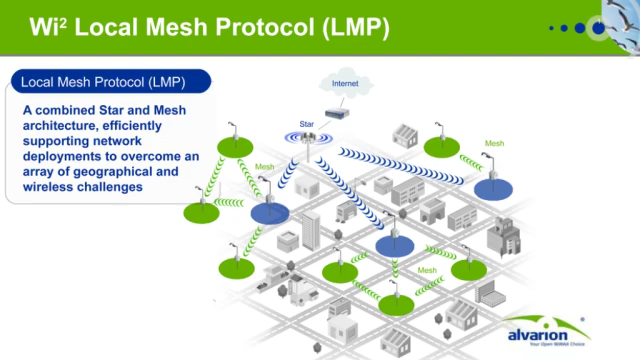 Wi² Local Mesh Protocol (LMP)
Local Mesh Protocol (LMP)
A combined Star and Mesh
architecture, efficiently
supporting network
deployments to overcome an
array of geographical and
wireless challenges
Internet
Star
Mesh
Mesh
Mesh
alvarion
Your Open WiMAX Choice